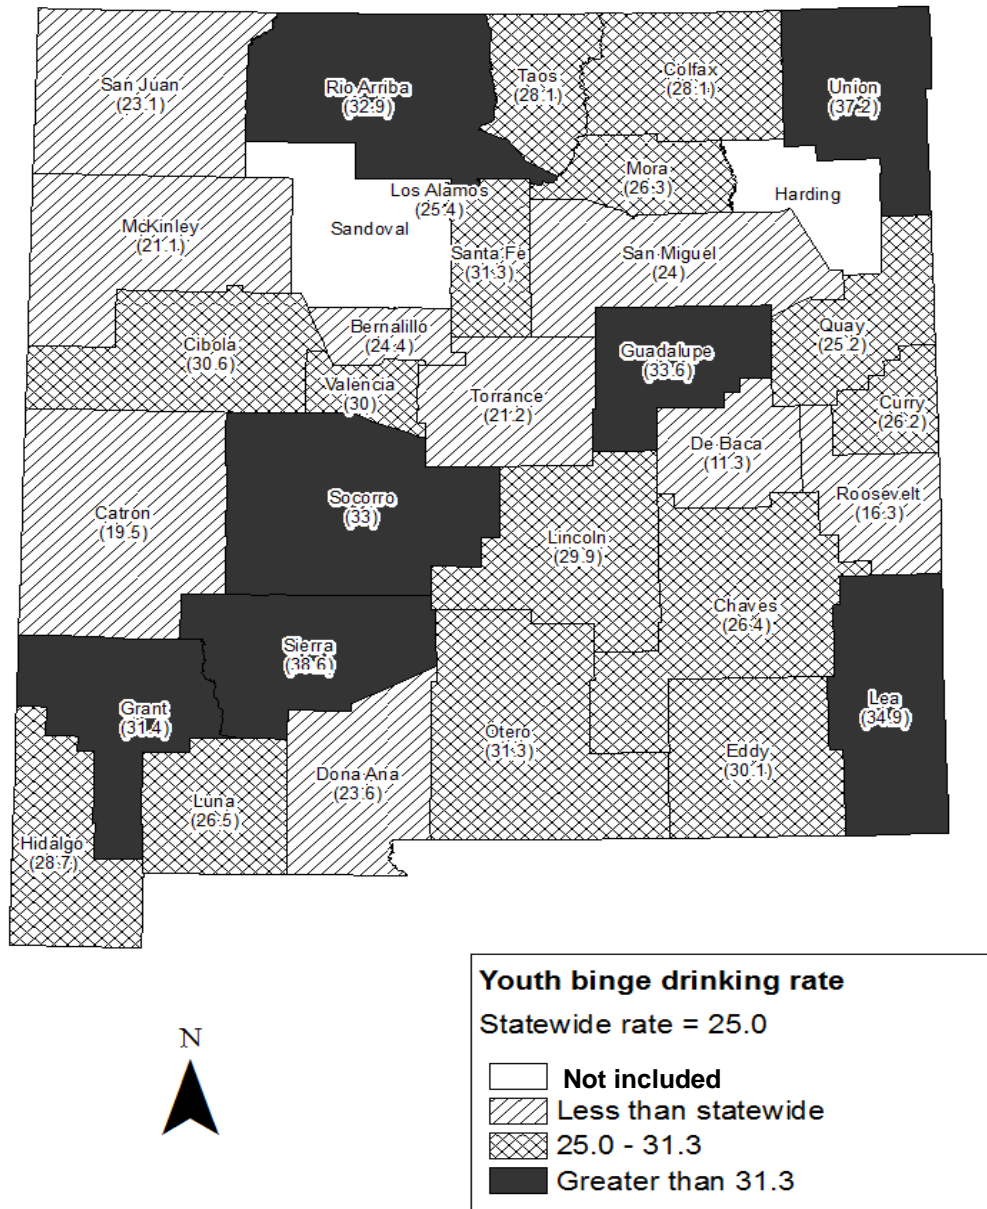 San Juan
(23.1)
Rio Arriba
(32.9)
Taos
(28.1)
Colfax
(28.1)
Union
(37.2)
Mora
(26.3)
Harding
Los Alamos
(25.4)
Sandoval
McKinley
(21.1)
Santa Fe
(31.3)
San Miguel
(24)
Bernalillo
(24.4)
Cibola
(30.6)
Quay
(25.2)
Guadalupe
(33.6)
Valencia
(30)
Torrance
(21.2)
Curry
(26.2)
De Baca
(11.3)
Roosevelt
(16.3)
Socorro
(33)
Catron
(19.5)
Lincoln
(29.9)
Chaves
(26.4)
Sierra
(38.6)
Grant
(31.4)
Lea
(34.9)
Otero
(31.3)
Eddy
(30.1)
Dona Ana
(23.6)
Luna
(26.5)
Hidalgo
(28.7)
N
Youth binge drinking rate
Statewide rate = 25.0
Not included
Less than statewide
25.0 - 31.3
Greater than 31.3